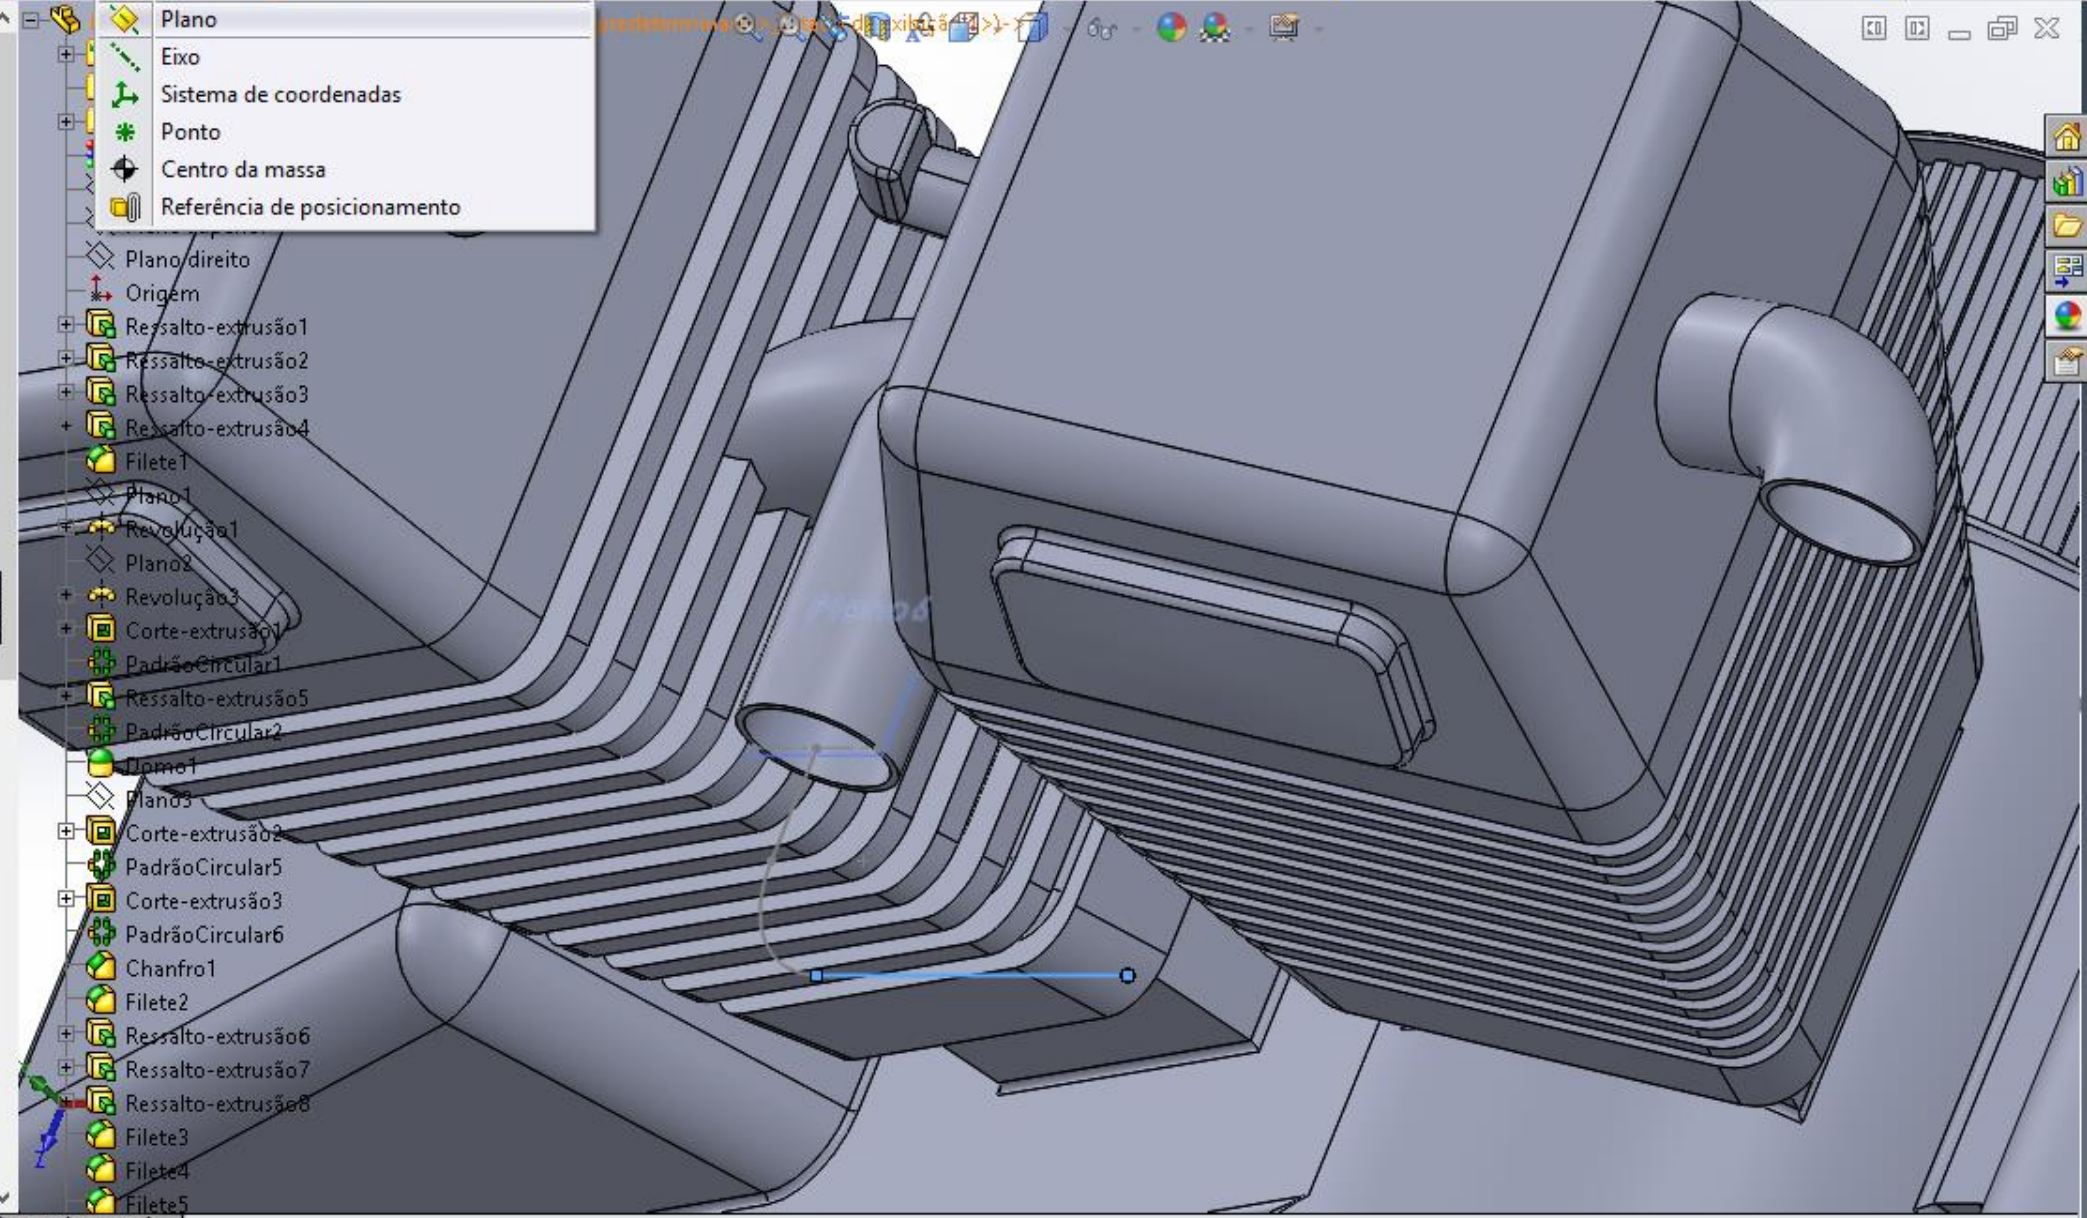 Plano
Eixo
Sistema de coordenadas
Ponto
Centro da massa
Referência de posicionamento
Plano direito
Origem
Ressalto-extrusão1
Ressalto-extrusão2
Ressalto-extrusão3
Ressalto-extrusão4
Filete1
Plano1
Revolução1
Plano2
Revolução3
Corte-extrusão1
PadrãoCircular1
Ressalto-extrusão5
PadrãoCircular2
Domo1
Plano3
Corte-extrusão2
PadrãoCircular5
Corte-extrusão3
PadrãoCircular6
Chanfro1
Filete2
Ressalto-extrusão6
Ressalto-extrusão7
Ressalto-extrusão8
Filete3
Filete4
Filete5
Plano6
Z